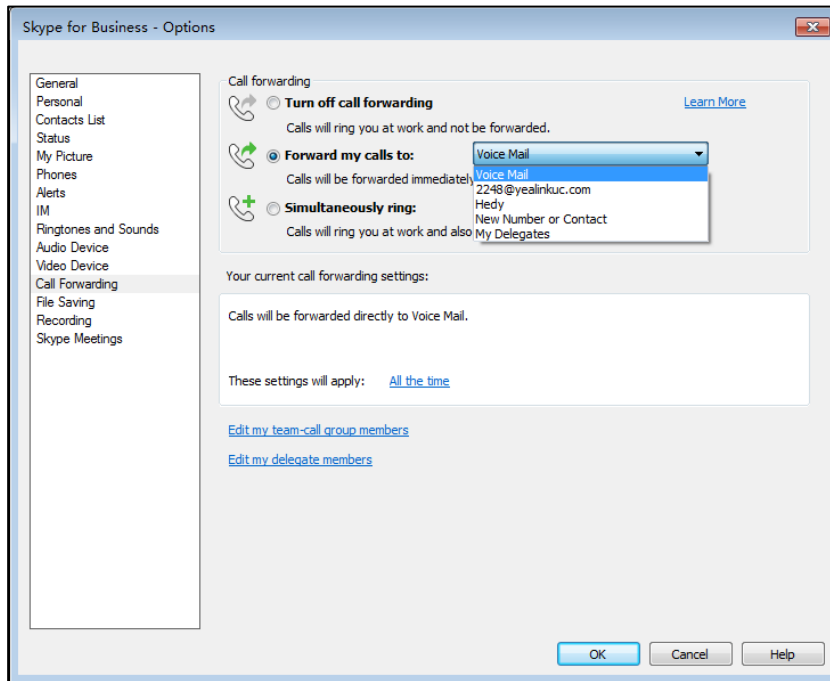 Skype for Business - Options
General
Personal
Contacts List
Status
My Picture
Phones
Alerts
IM
Ringtones and Sounds
Audio Device
Video Device
Call Forwarding
File Saving
Recording
Skype Meetings
Call forwarding
Turn off call forwarding
Learn More
Calls will ring you at work and not be forwarded.
Forward my calls to:
Voice Mail
Calls will be forwarded immediately
Voice Mail
2248@yealinkuc.com
Hedy
New Number or Contact
My Delegates
Simultaneously ring:
Calls will ring you at work and also
Your current call forwarding settings:
Calls will be forwarded directly to Voice Mail.
These settings will apply: All the time
Edit my team-call group members
Edit my delegate members
OK
Cancel
Help